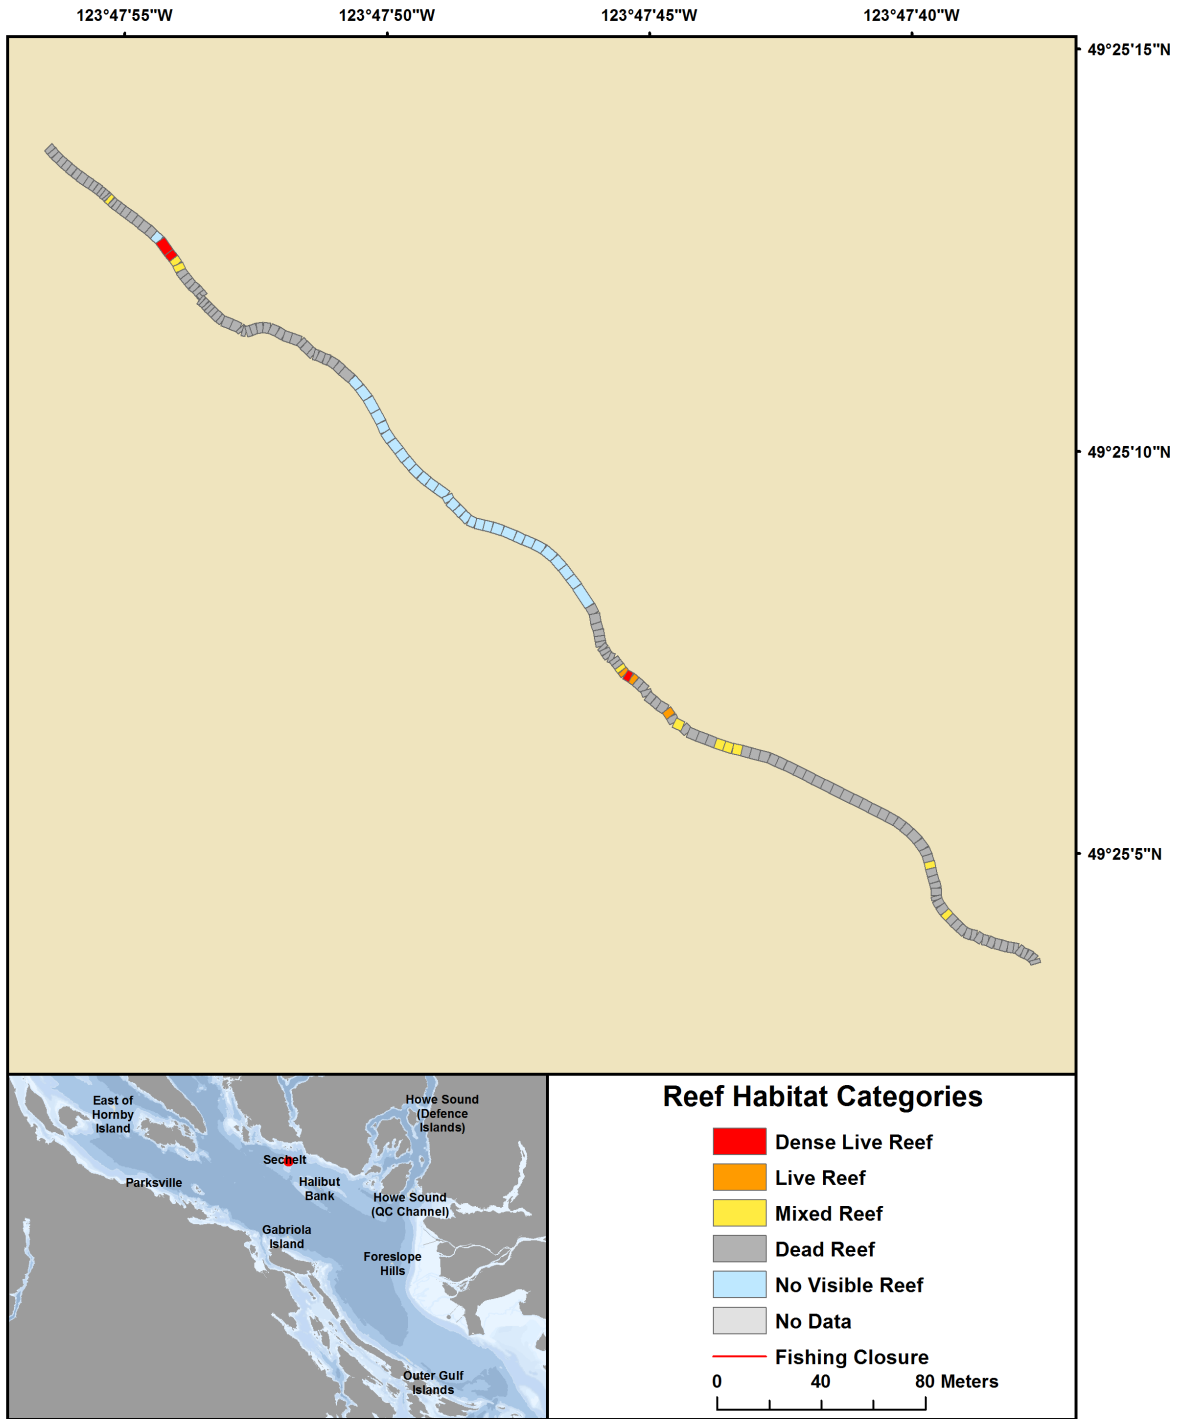 123°47'55"W
123°47'50"W
123°47'45"W
123°47'40"W
49°25'15"N
49°25'10"N
49°25'5"N
East of
Hornby
Island
Howe Sound
(Defence
Islands)
Sechelt
Parksville
Halibut
Bank
Howe Sound
(QC Channel)
Gabriola
Island
Foreslope
Hills
Outer Gulf
Islands
Reef Habitat Categories
Dense Live Reef
Live Reef
Mixed Reef
Dead Reef
No Visible Reef
No Data
Fishing Closure
0 40 80 Meters